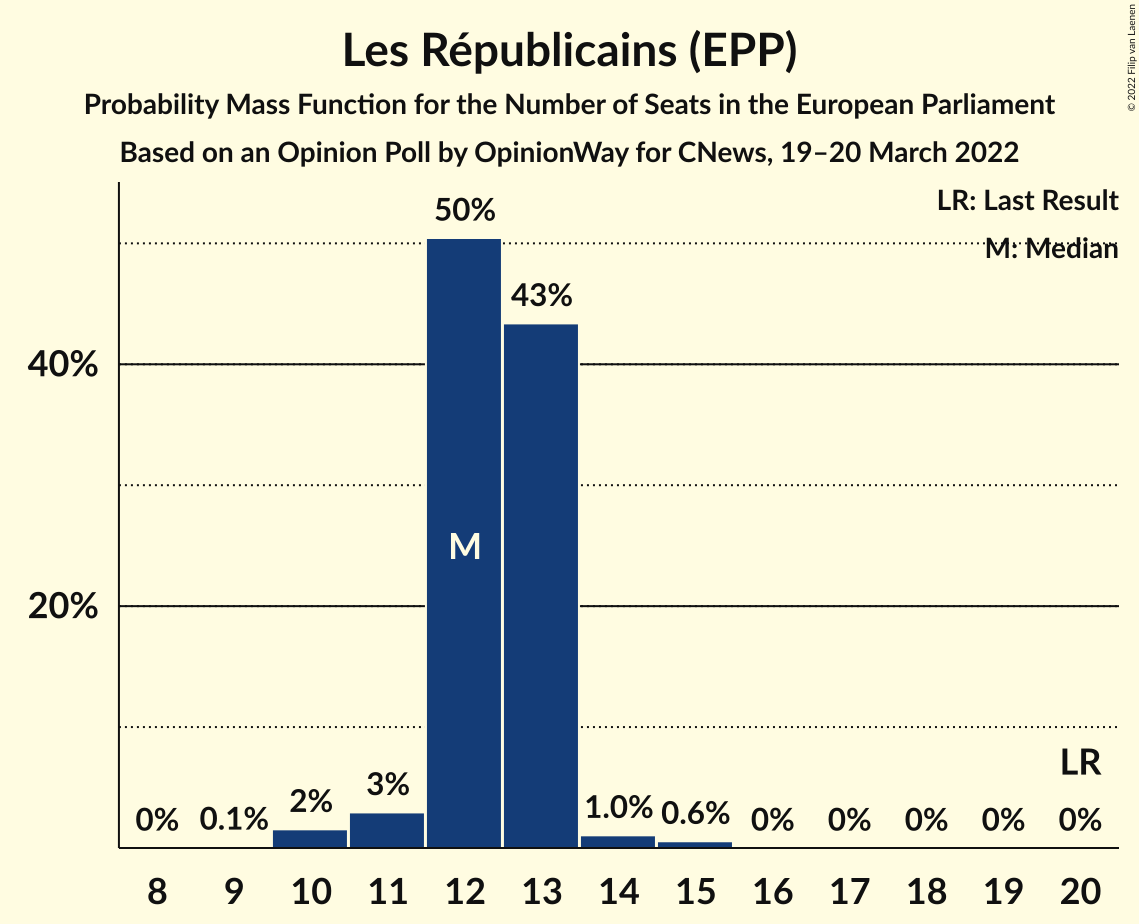 Les Républicains (EPP)
Probability Mass Function for the Number of Seats in the European Parliament
Based on an Opinion Poll by OpinionWay for CNews, 19–20 March 2022
© 2022 Filip van Laenen
LR: Last Result
M: Median
50%
43%
40%
M
20%
LR
0% 0.1% 2% 3% 1.0% 0.6% 0% 0% 0% 0% 0%
8 9 10 11 12 13 14 15 16 17 18 19 20